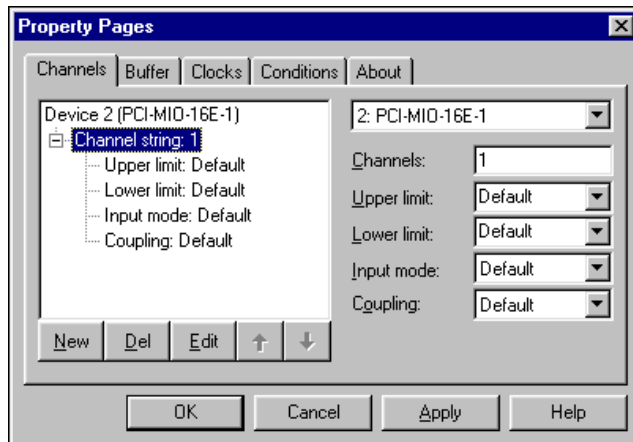 Property Pages
Channels Buffer Clocks Conditions About
Device 2 (PCI-MIO-16E-1)
Channel string: 1
Upper limit: Default
Lower limit: Default
Input mode: Default
Coupling: Default
New Del Edit
2: PCI-MIO-16E-1
Channels: 1
Upper limit: Default
Lower limit: Default
Input mode: Default
Coupling: Default
OK Cancel Apply Help